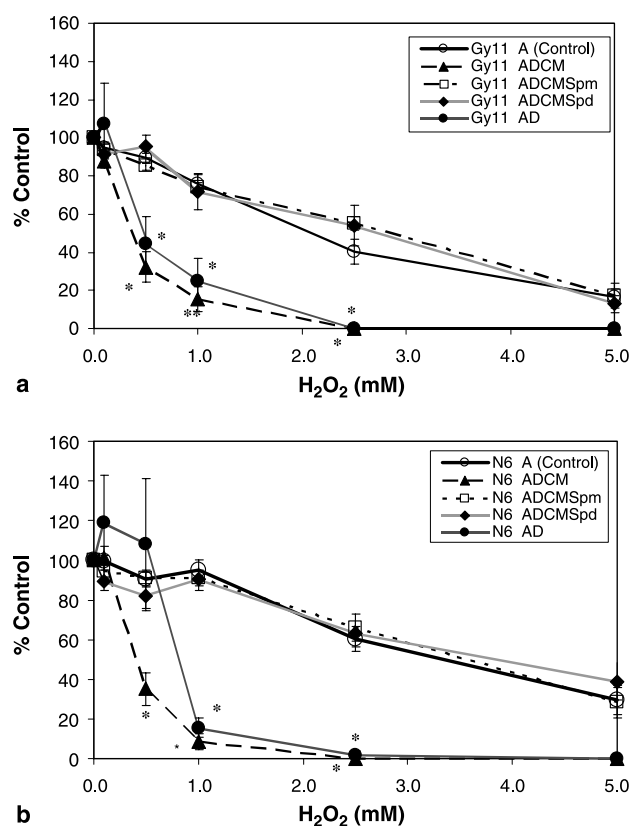 160
140
120
100
80
60
40
20
0
% Control
Gy11 A (Control)
Gy11 ADCM
Gy11 ADCMSpm
Gy11 ADCMSpd
Gy11 AD
*
*
*
**
*
*
0.0 1.0 2.0 3.0 4.0 5.0
H₂O₂ (mM)
a
160
140
120
100
80
60
40
20
0
% Control
N6 A (Control)
N6 ADCM
N6 ADCMSpm
N6 ADCMSpd
N6 AD
*
*
*
*
*
0.0 1.0 2.0 3.0 4.0 5.0
H₂O₂ (mM)
b